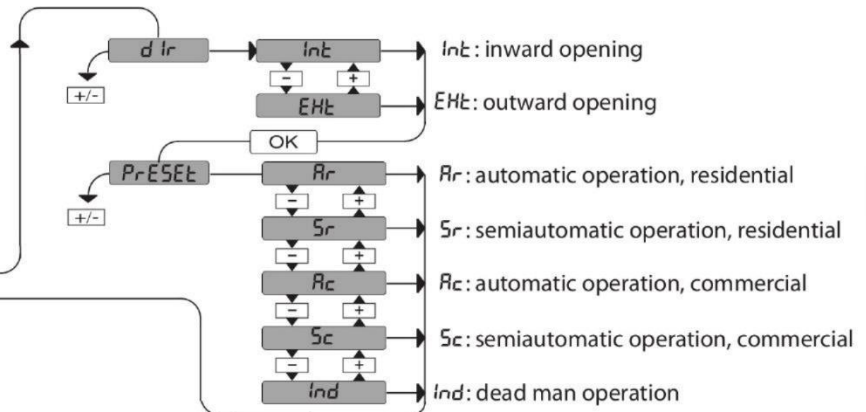 dIr Int Int: inward opening
- +
+/-
EHt EHt: outward opening
OK
PrESEt Ar Ar: automatic operation, residential
- +
+/-
Sr Sr: semiautomatic operation, residential
- +
Ac Ac: automatic operation, commercial
- +
Sc Sc: semiautomatic operation, commercial
- +
Ind Ind: dead man operation